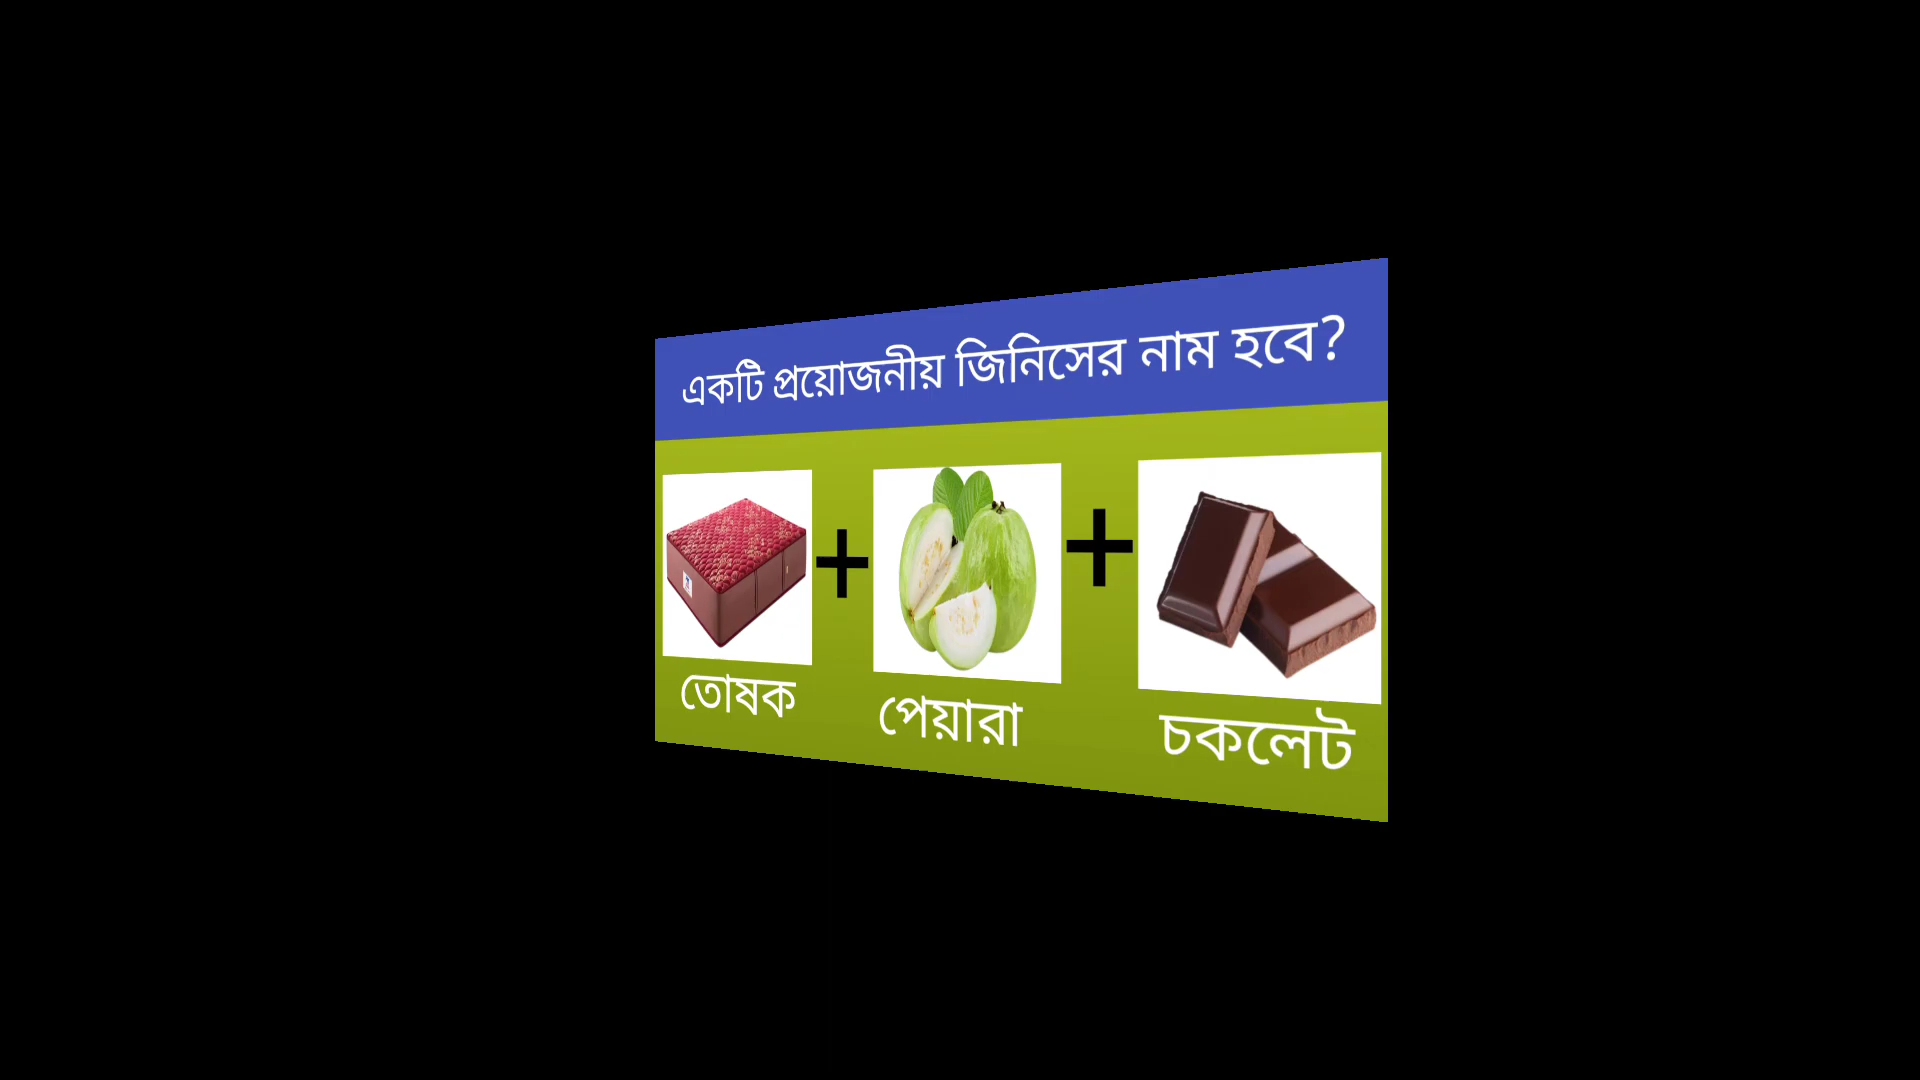 একটি প্রয়োজনীয় জিনিসের নাম হবে?
+ +
তোষক পেয়ারা চকলেট